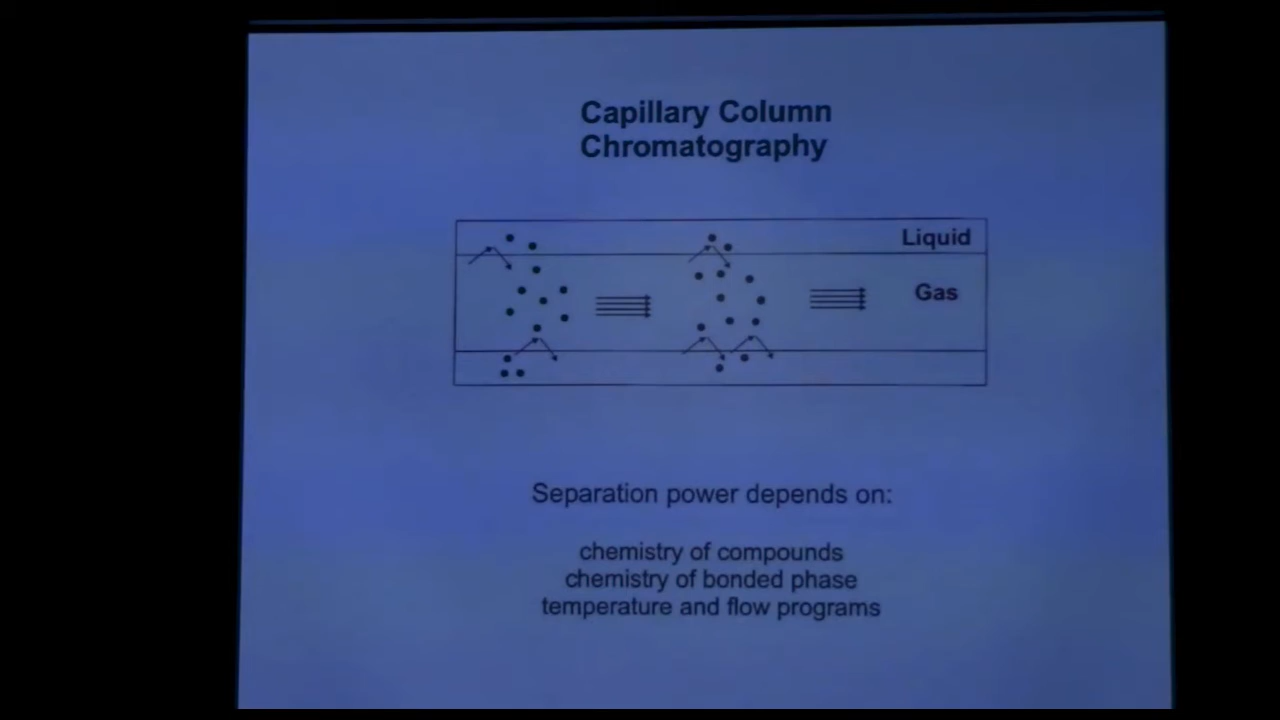 Capillary Column
Chromatography
Liquid
Gas
Separation power depends on:
chemistry of compounds
chemistry of bonded phase
temperature and flow programs